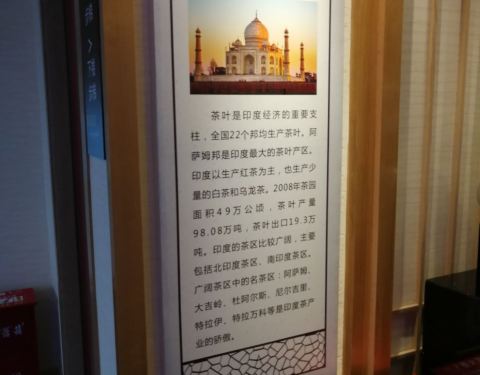 茶叶是印度经济的重要支
柱，全国22个邦均生产茶叶。阿
萨姆邦是印度最大的茶叶产区。
印度以生产红茶为主，也生产少
量的白茶和乌龙茶。2008年茶园
面积49万公顷，茶叶产量
98.08万吨，茶叶出口19.3万
吨。印度的茶区比较广阔，主要
包括北印度茶区、南印度茶区。
广阔茶区中的名茶区：阿萨姆、
大吉岭、杜阿尔斯、尼尔吉里、
特拉伊、特拉万科等是印度茶产
业的骄傲。